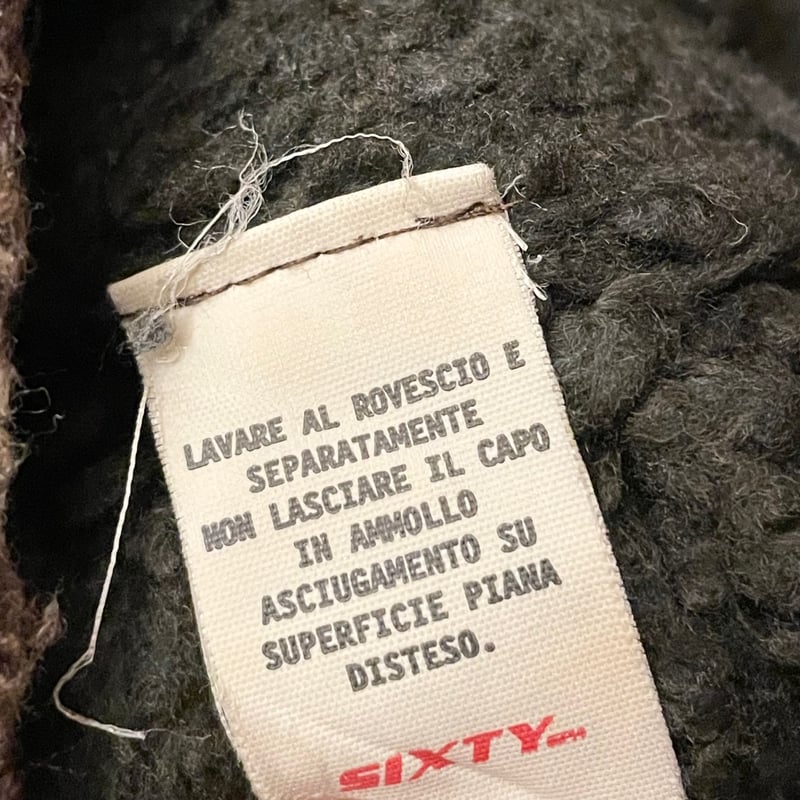 LAVARE AL ROVESCIO E
SEPARATAMENTE
NON LASCIARE IL CAPO
IN AMMOLLO
ASCIUGAMENTO SU
SUPERFICIE PIANA
DISTESO.
SIXTY